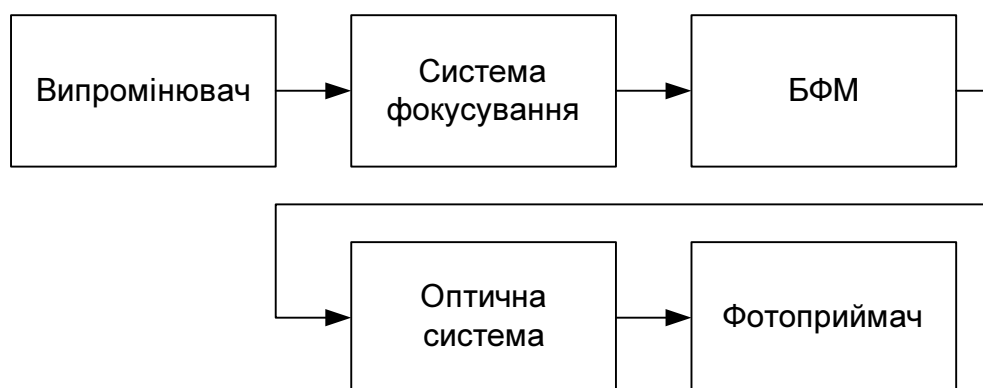 Випромінювач
Система
фокусування
БФМ
Оптична
система
Фотоприймач